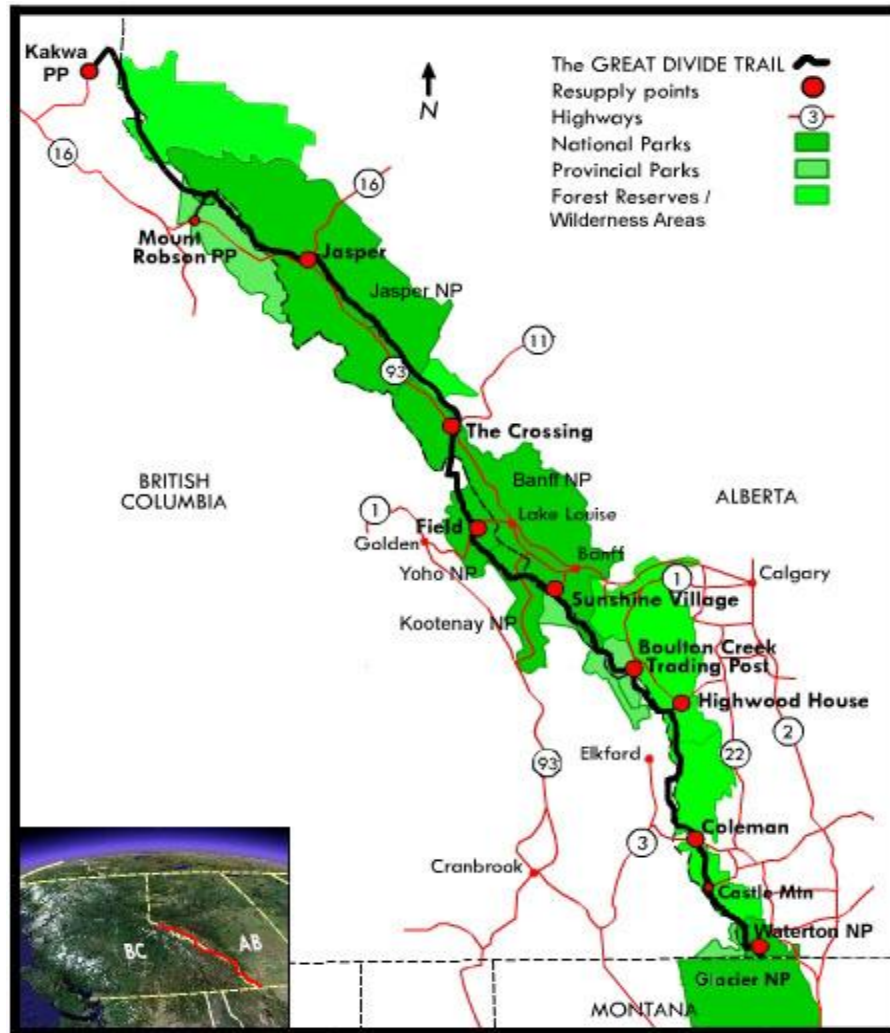 Kakwa
PP
N
The GREAT DIVIDE TRAIL
Resupply points
Highways 3
National Parks
Provincial Parks
Forest Reserves /
Wilderness Areas
16
16
Mount
Robson PP
Jasper
Jasper NP
11
93
The Crossing
BRITISH
COLUMBIA
Banff NP
ALBERTA
1
Field
Lake Louise
Golden
Banff
Yoho NP
1
Calgary
Sunshine Village
Kootenay NP
Boulton Creek
Trading Post
Highwood House
Elkford
22
2
93
Coleman
3
Cranbrook
Castle Mtn
BC
AB
Waterton NP
Glacier NP
MONTANA